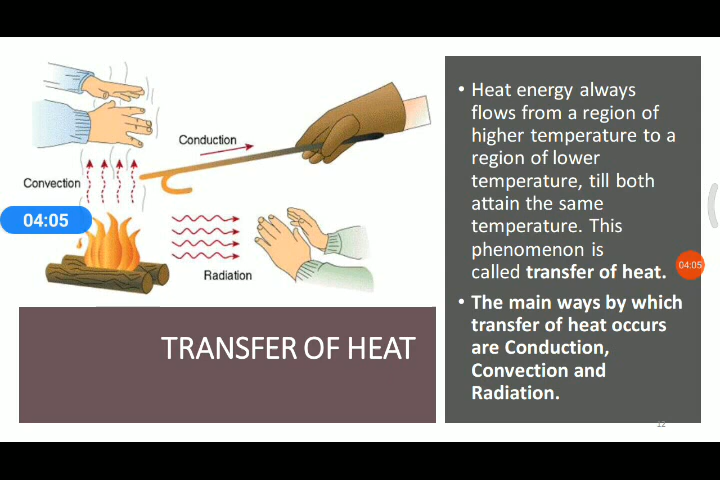 Conduction
Convection
04:05
Radiation
TRANSFER OF HEAT
• Heat energy always
flows from a region of
higher temperature to a
region of lower
temperature, till both
attain the same
temperature. This
phenomenon is
called transfer of heat.
04:05
• The main ways by which
transfer of heat occurs
are Conduction,
Convection and
Radiation.
12